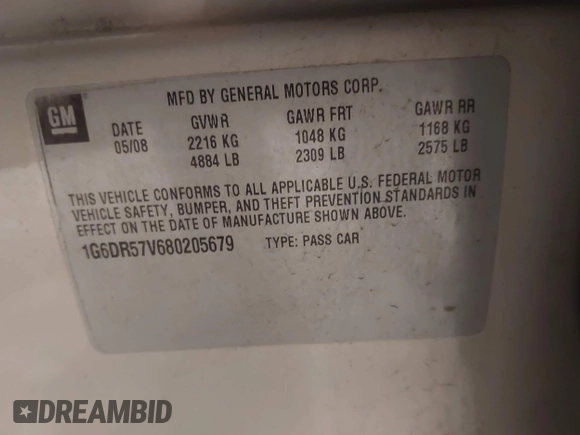 MFD BY GENERAL MOTORS CORP.
GM
DATE GVWR GAWR FRT GAWR RR
05/08 2216 KG 1048 KG 1168 KG
4884 LB 2309 LB 2575 LB
THIS VEHICLE CONFORMS TO ALL APPLICABLE U.S. FEDERAL MOTOR
VEHICLE SAFETY, BUMPER, AND THEFT PREVENTION STANDARDS IN
EFFECT ON THE DATE OF MANUFACTURE SHOWN ABOVE.
1G6DR57V680205679 TYPE: PASS CAR
DREAMBID